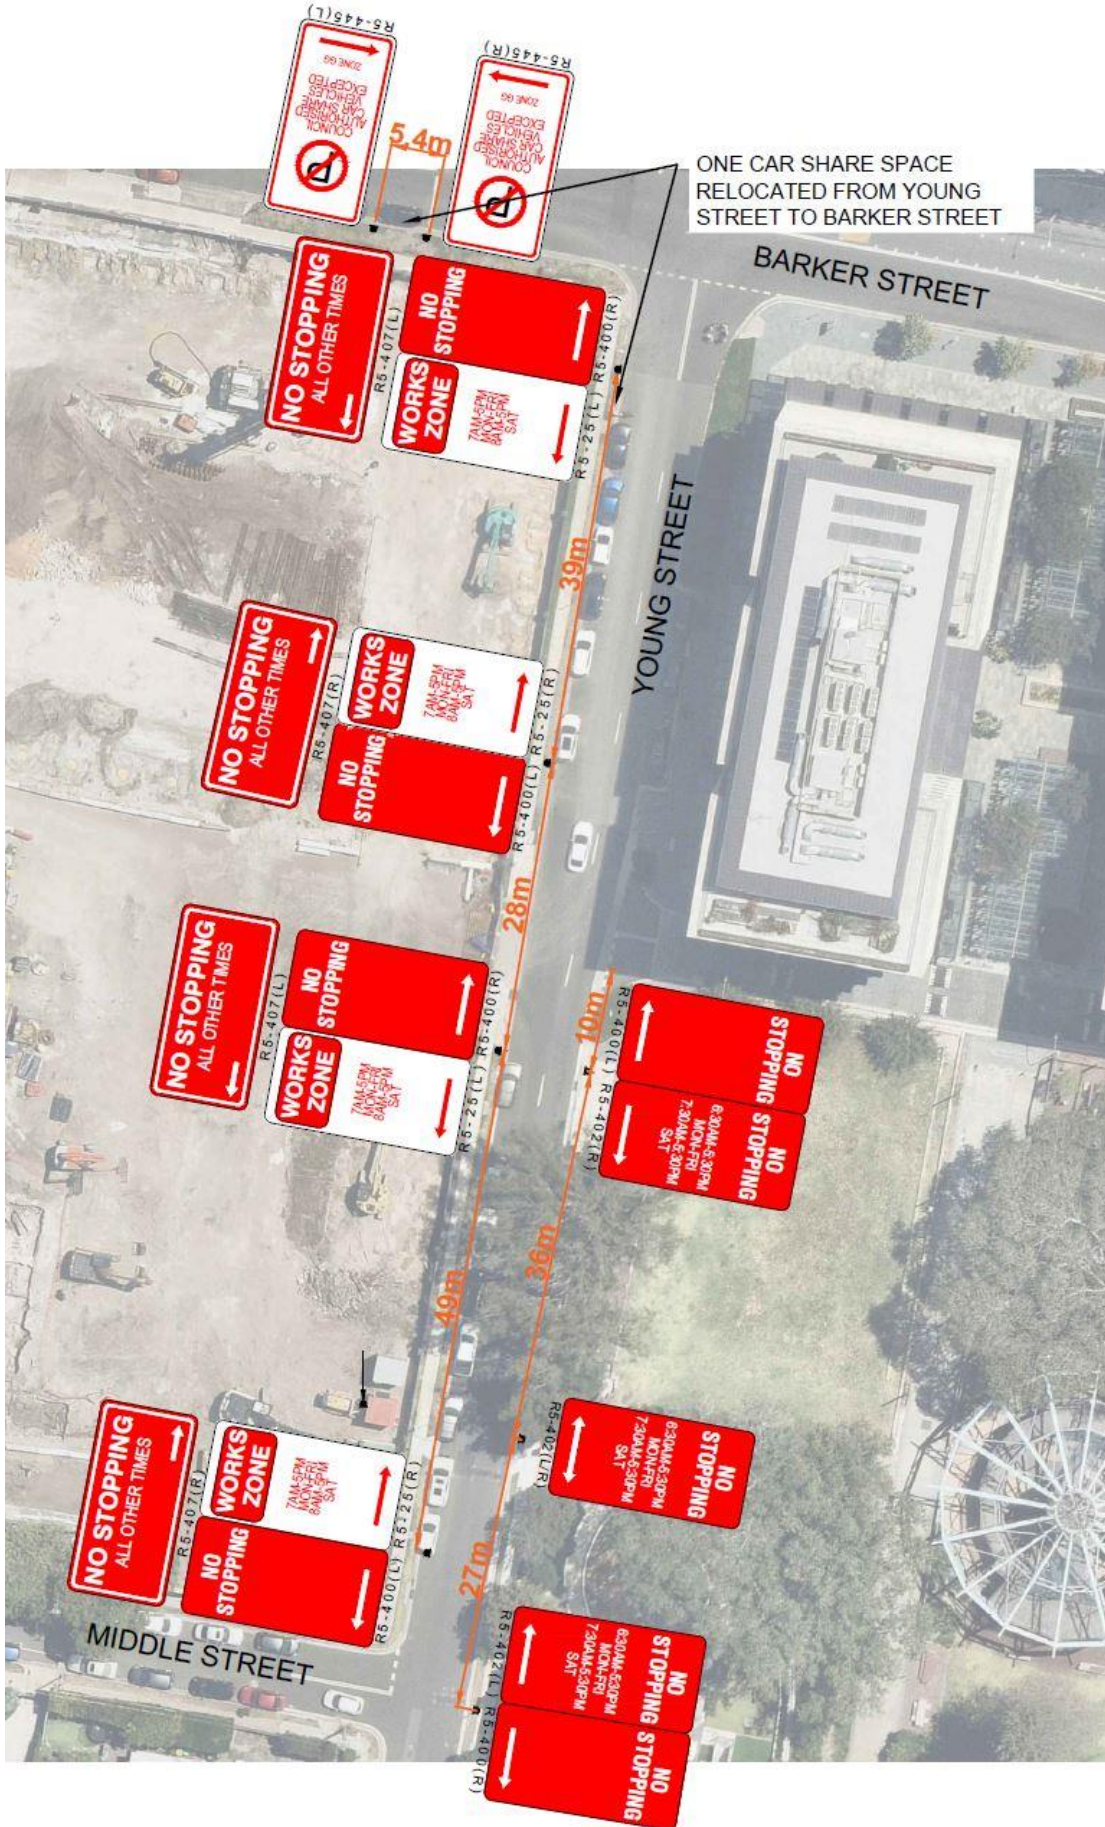 R5-445(L)
ZONE GG
COUNCIL
AUTHORISED
CAR SHARE
VEHICLES
EXCEPTED
P
R5-445(R)
ZONE GG
COUNCIL
AUTHORISED
CAR SHARE
VEHICLES
EXCEPTED
P
5.4m
ONE CAR SHARE SPACE
RELOCATED FROM YOUNG
STREET TO BARKER STREET
BARKER STREET
NO STOPPING
ALL OTHER TIMES
R5-407(L)
NO
STOPPING
R5-400(R)
WORKS
ZONE
7AM-5PM
MON-FRI
8AM-5PM
SAT
R5-25(L)
39m
YOUNG STREET
NO STOPPING
ALL OTHER TIMES
R5-407(R)
WORKS
ZONE
7AM-5PM
MON-FRI
8AM-5PM
SAT
R5-25(R)
NO
STOPPING
R5-400(L)
28m
NO STOPPING
ALL OTHER TIMES
R5-407(L)
NO
STOPPING
R5-400(R)
WORKS
ZONE
7AM-5PM
MON-FRI
8AM-5PM
SAT
R5-25(L)
10m
R5-400(L)
NO
STOPPING
R5-402(R)
NO
STOPPING
6:30AM-5:30PM
MON-FRI
7:30AM-5:30PM
SAT
49m
36m
R5-402(L/R)
NO
STOPPING
6:30AM-5:30PM
MON-FRI
7:30AM-5:30PM
SAT
NO STOPPING
ALL OTHER TIMES
R5-407(R)
WORKS
ZONE
7AM-5PM
MON-FRI
8AM-5PM
SAT
R5-25(R)
NO
STOPPING
R5-400(L)
27m
MIDDLE STREET
R5-402(L)
NO
STOPPING
6:30AM-5:30PM
MON-FRI
7:30AM-5:30PM
SAT
R5-400(R)
NO
STOPPING